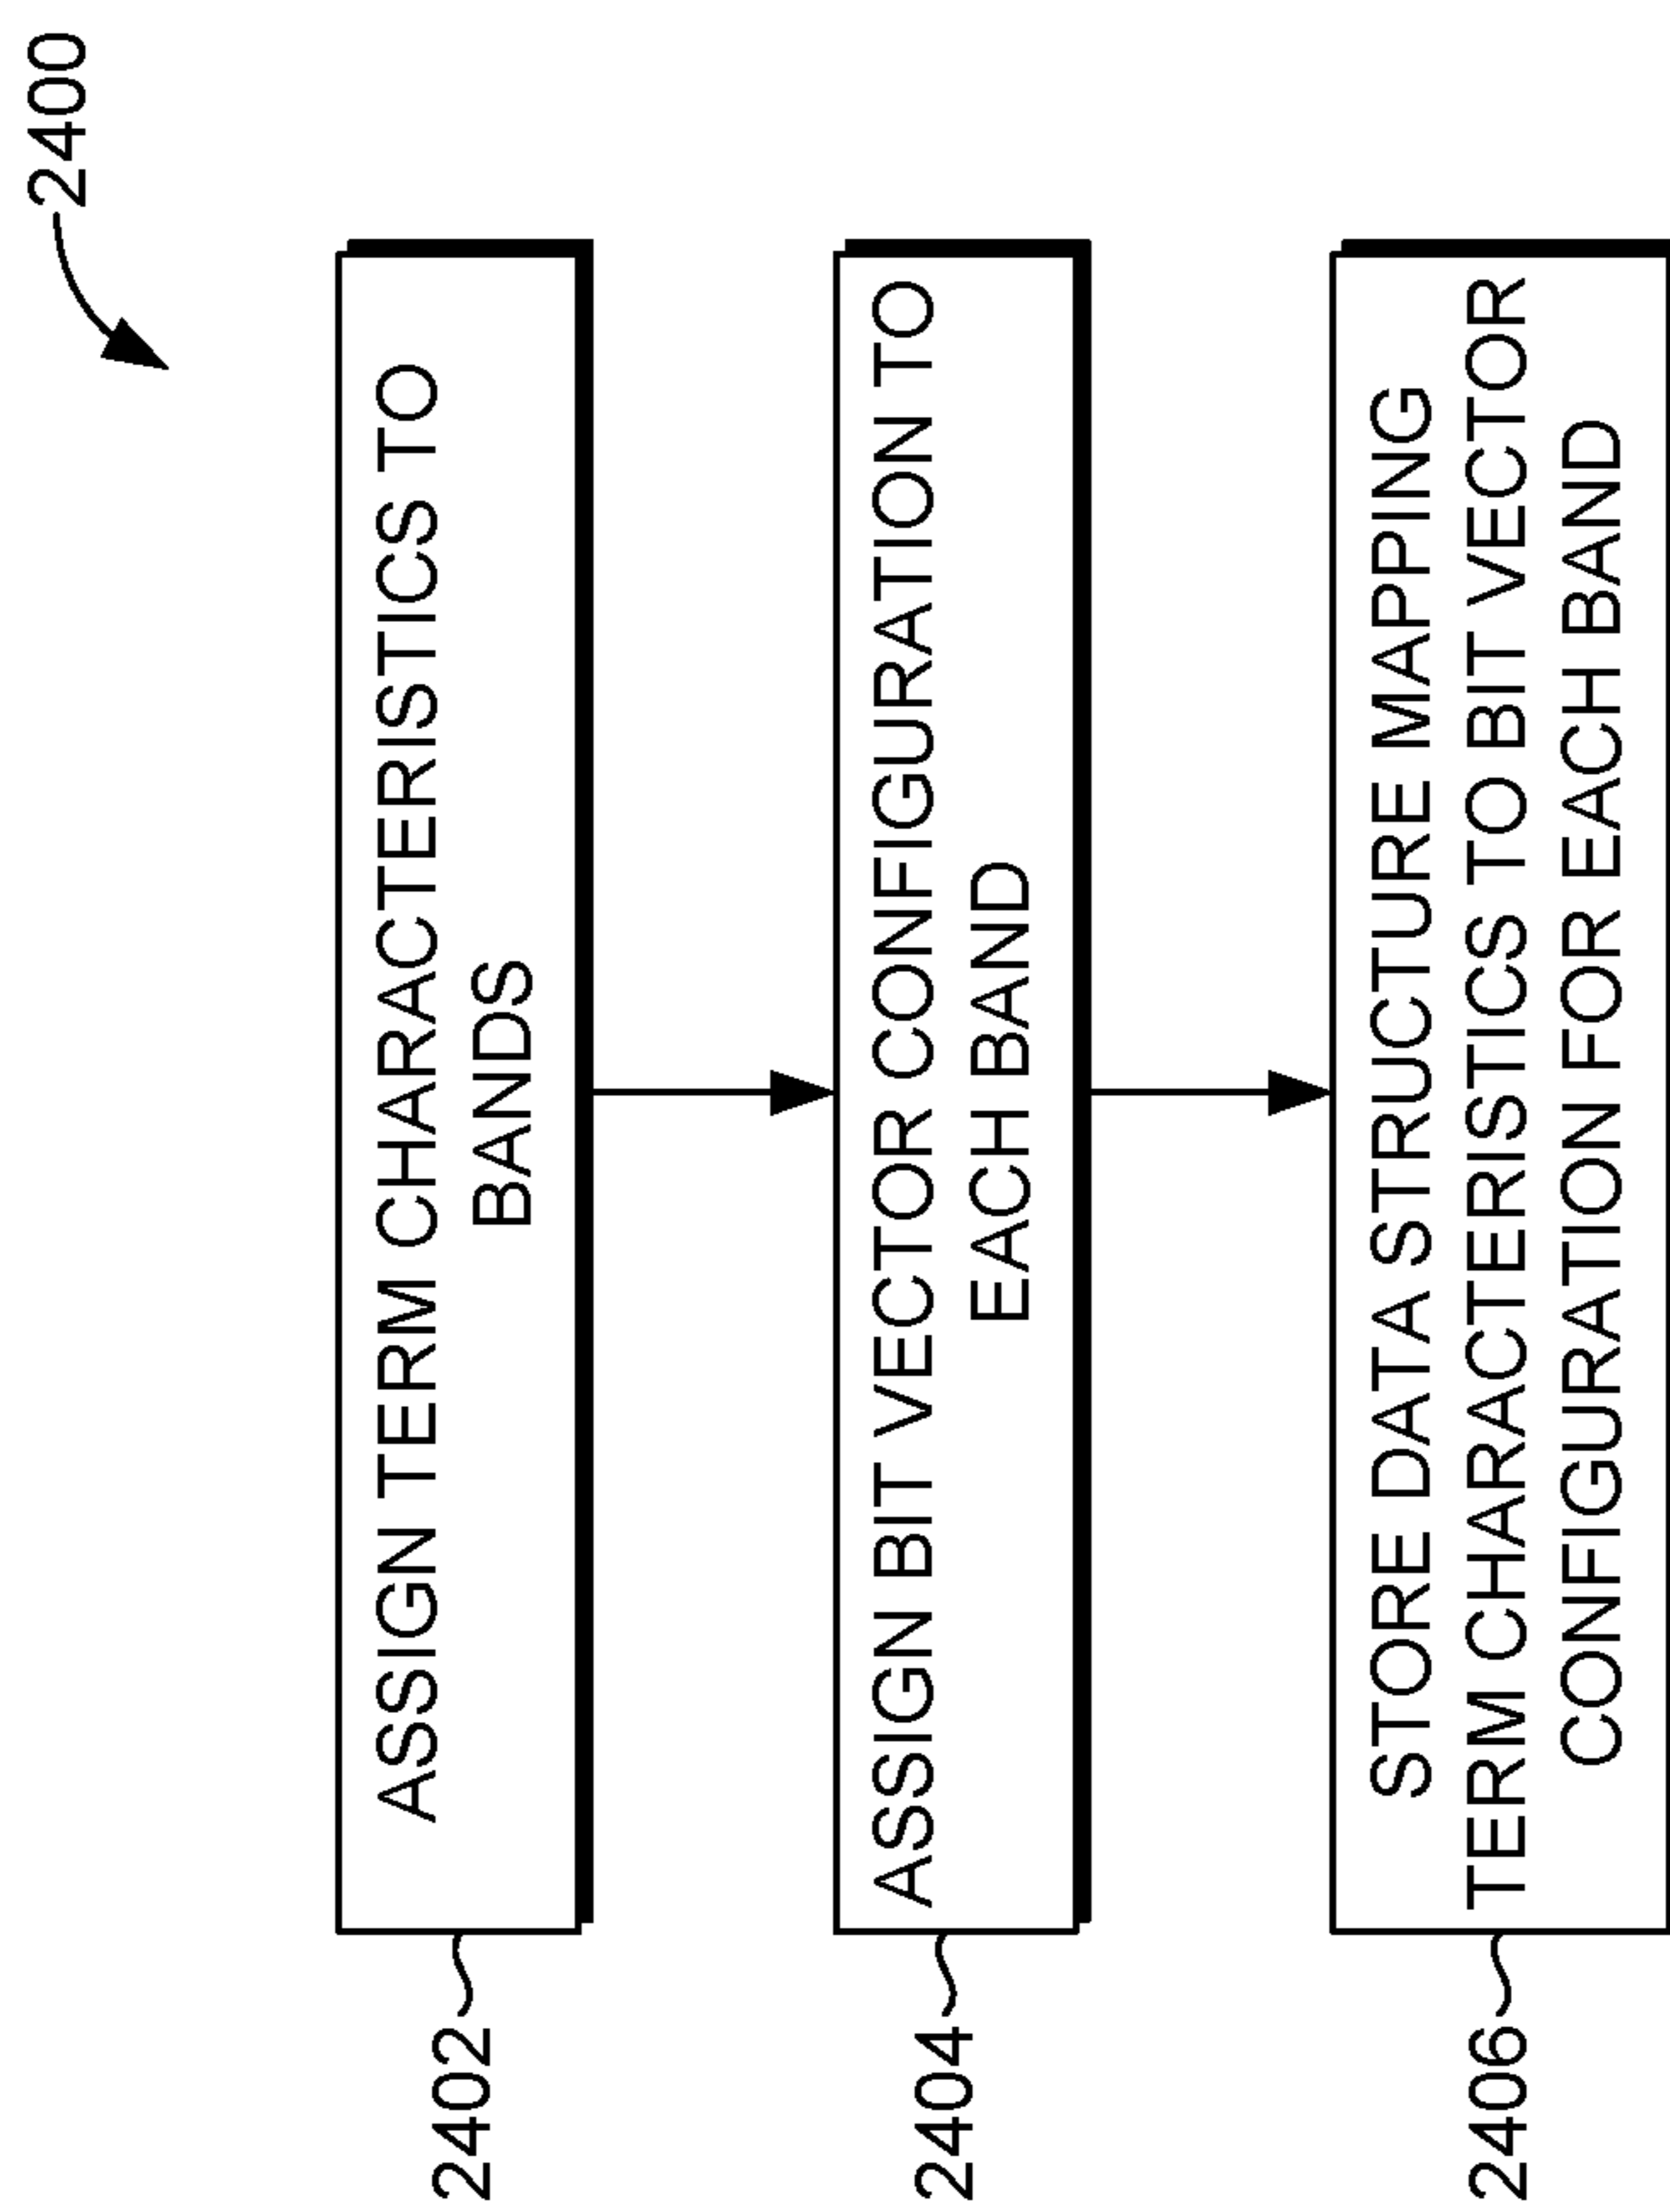 2400
2402
ASSIGN TERM CHARACTERISTICS TO
BANDS
2404
ASSIGN BIT VECTOR CONFIGURATION TO
EACH BAND
2406
STORE DATA STRUCTURE MAPPING
TERM CHARACTERISTICS TO BIT VECTOR
CONFIGURATION FOR EACH BAND